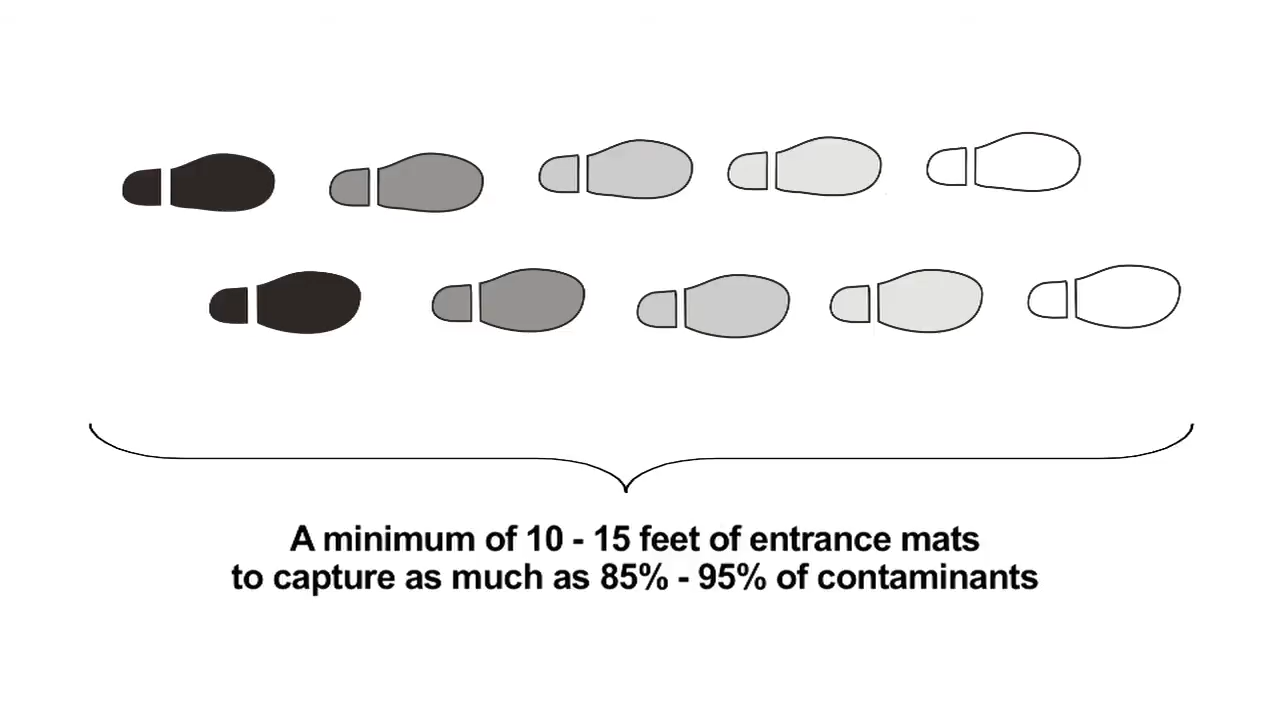 A minimum of 10 - 15 feet of entrance mats
to capture as much as 85% - 95% of contaminants